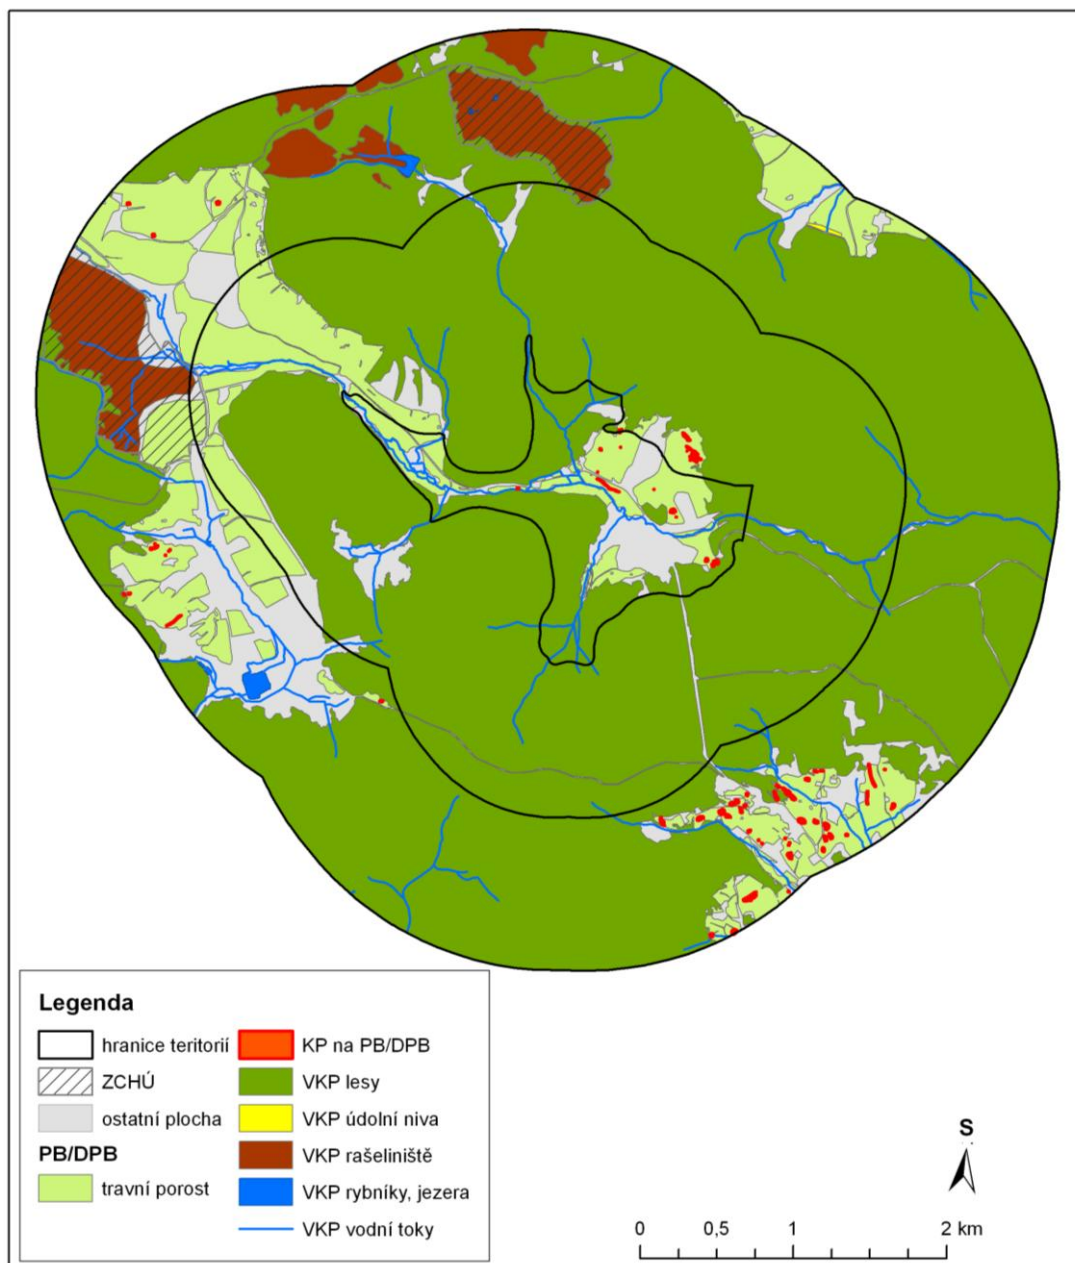 Legenda
hranice teritorií
ZCHÚ
ostatní plocha
PB/DPB
travní porost
KP na PB/DPB
VKP lesy
VKP údolní niva
VKP rašeliniště
VKP rybníky, jezera
VKP vodní toky
S
0 0,5 1 2 km